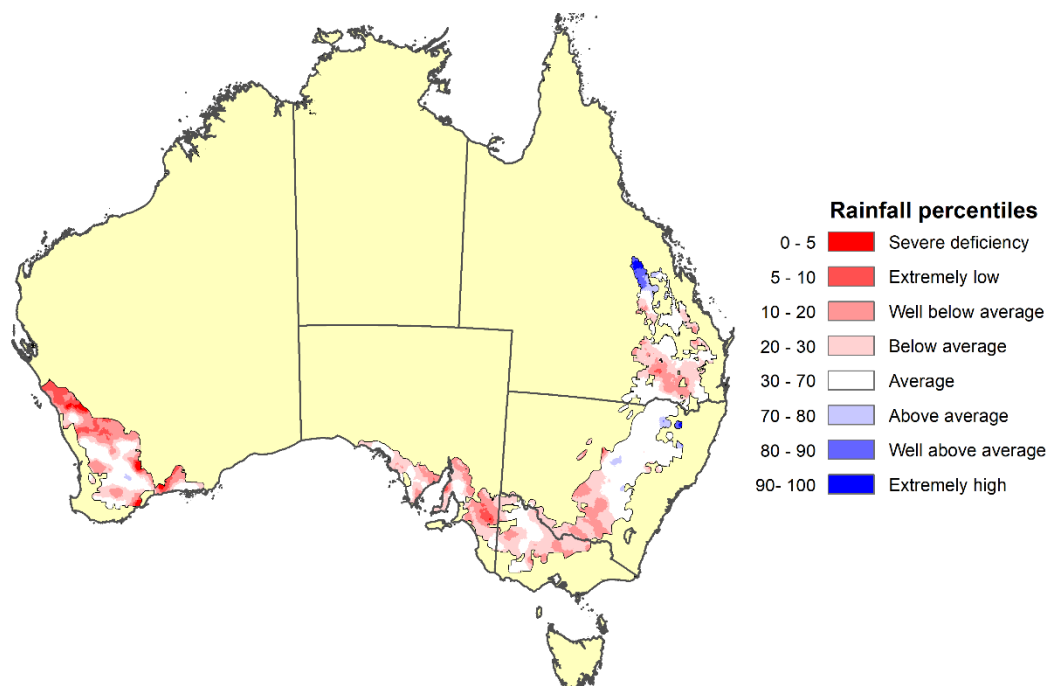 Rainfall percentiles
0 - 5 Severe deficiency
5 - 10 Extremely low
10 - 20 Well below average
20 - 30 Below average
30 - 70 Average
70 - 80 Above average
80 - 90 Well above average
90- 100 Extremely high